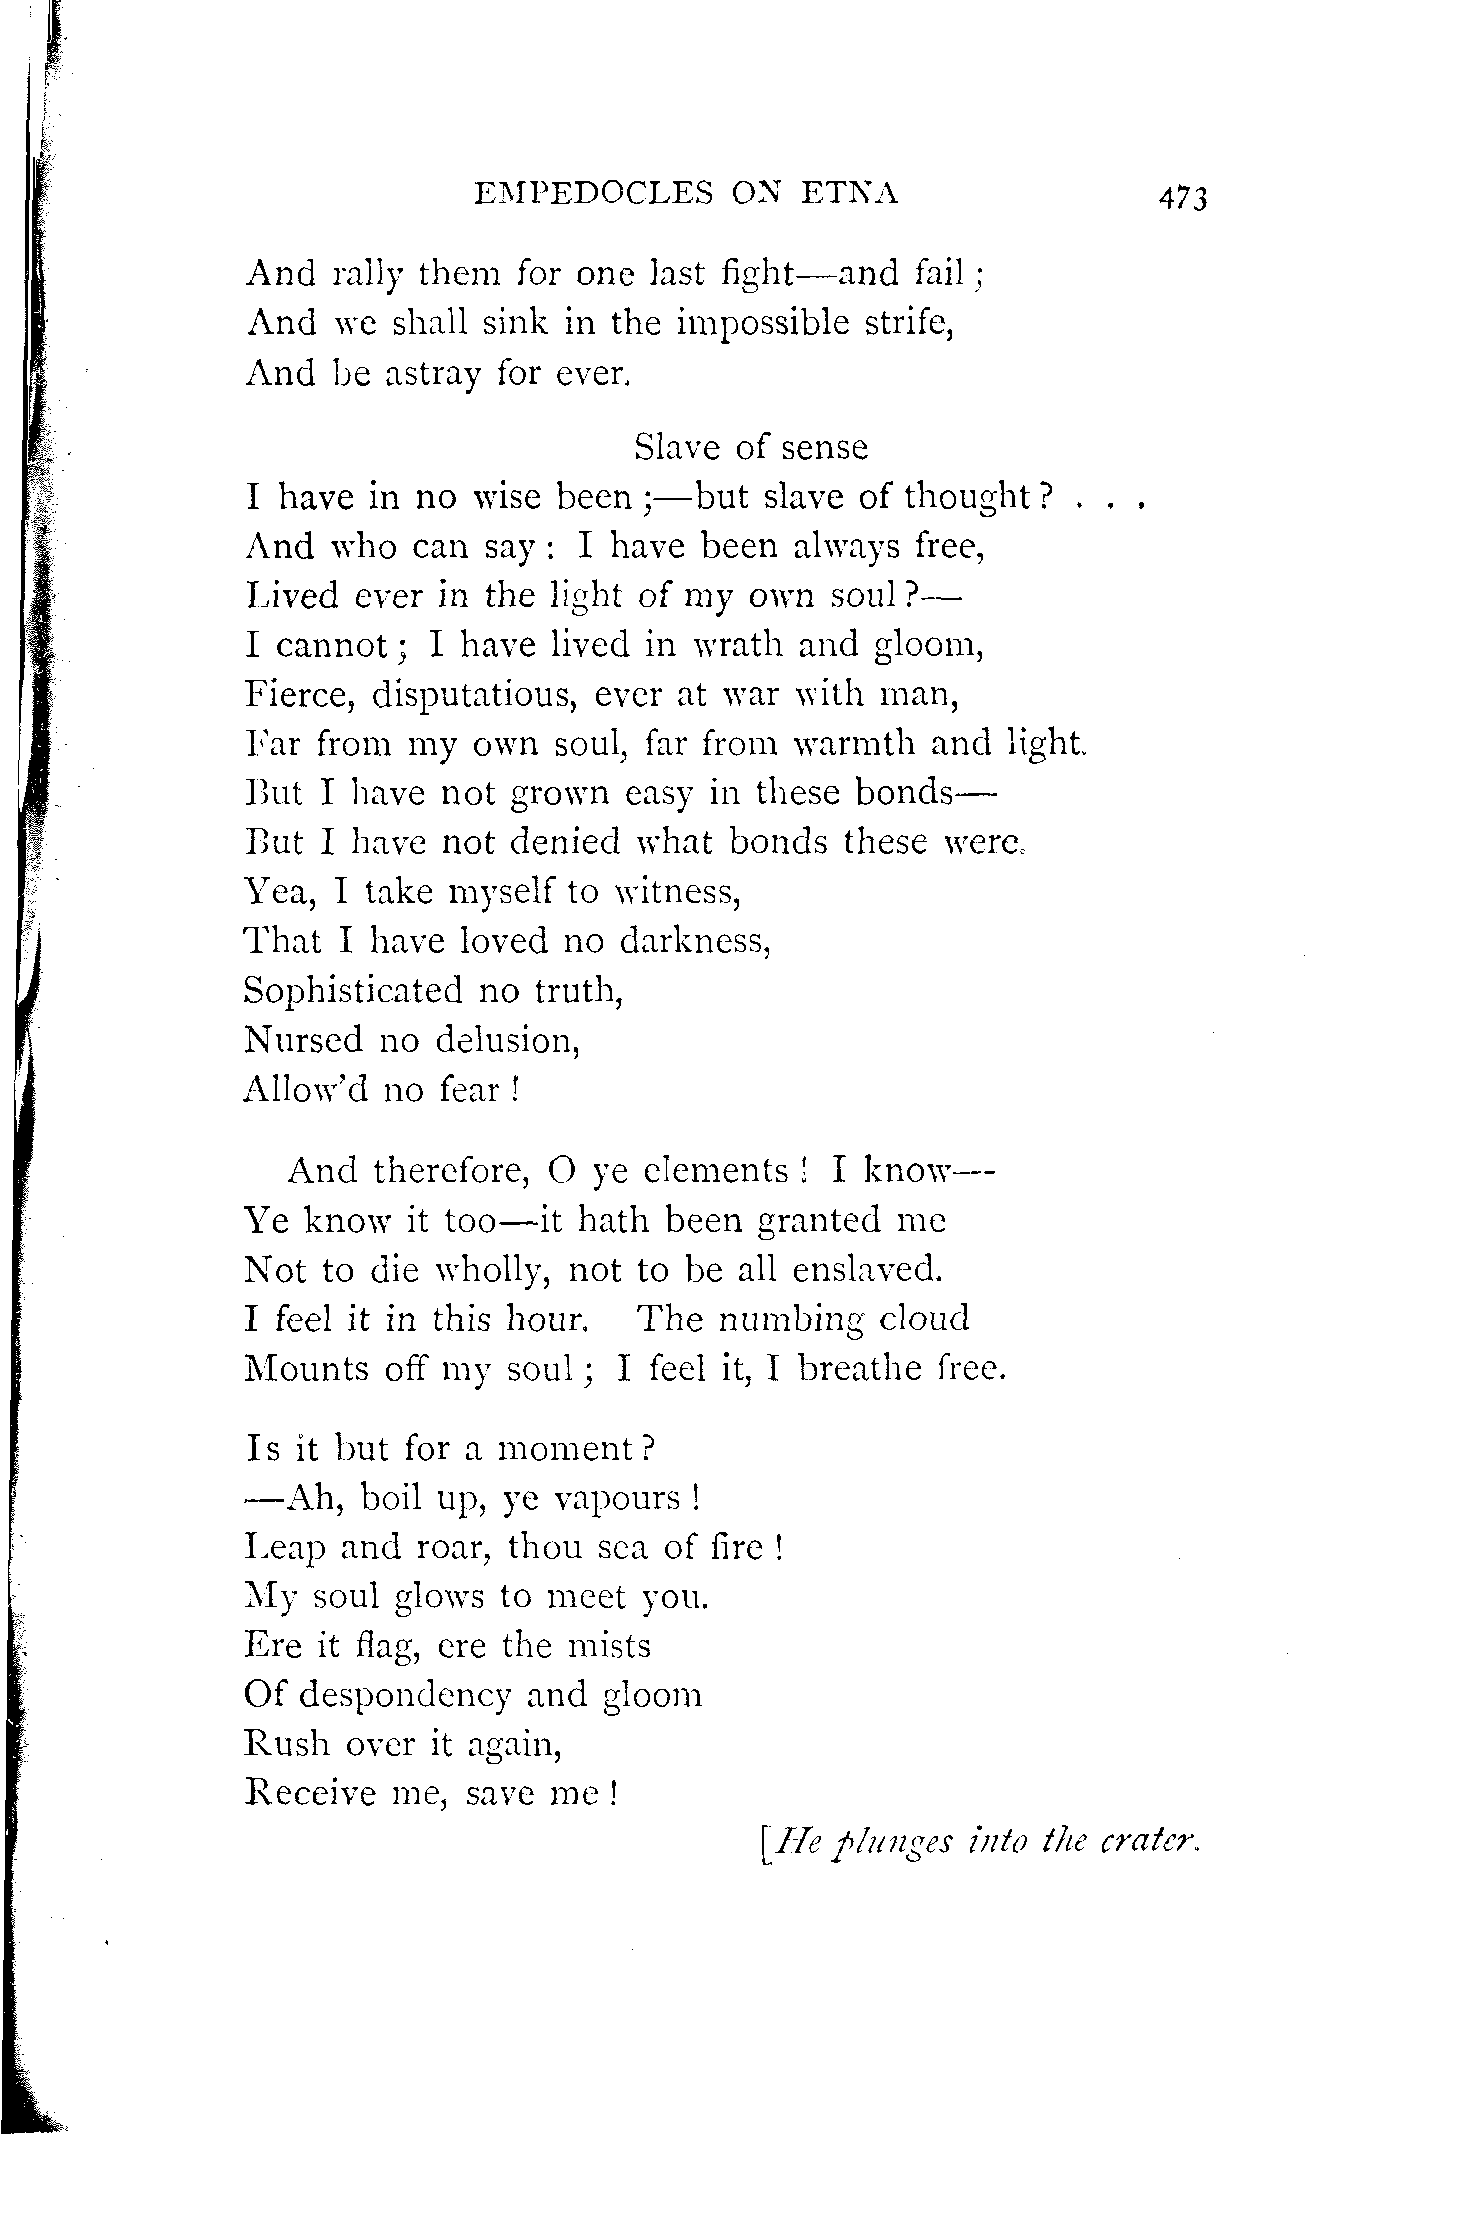 EMPEDOCLES ON ETNA 473
And rally them for one last fight—and fail;
And we shall sink in the impossible strife,
And be astray for ever.
Slave of sense
I have in no wise been;—but slave of thought? . . .
And who can say: I have been always free,
Lived ever in the light of my own soul?—
I cannot; I have lived in wrath and gloom,
Fierce, disputatious, ever at war with man,
Far from my own soul, far from warmth and light.
But I have not grown easy in these bonds—
But I have not denied what bonds these were.
Yea, I take myself to witness,
That I have loved no darkness,
Sophisticated no truth,
Nursed no delusion,
Allow'd no fear!
And therefore, O ye elements! I know—
Ye know it too—it hath been granted me
Not to die wholly, not to be all enslaved.
I feel it in this hour. The numbing cloud
Mounts off my soul; I feel it, I breathe free.
Is it but for a moment?
—Ah, boil up, ye vapours!
Leap and roar, thou sea of fire!
My soul glows to meet you.
Ere it flag, ere the mists
Of despondency and gloom
Rush over it again,
Receive me, save me!
[He plunges into the crater.